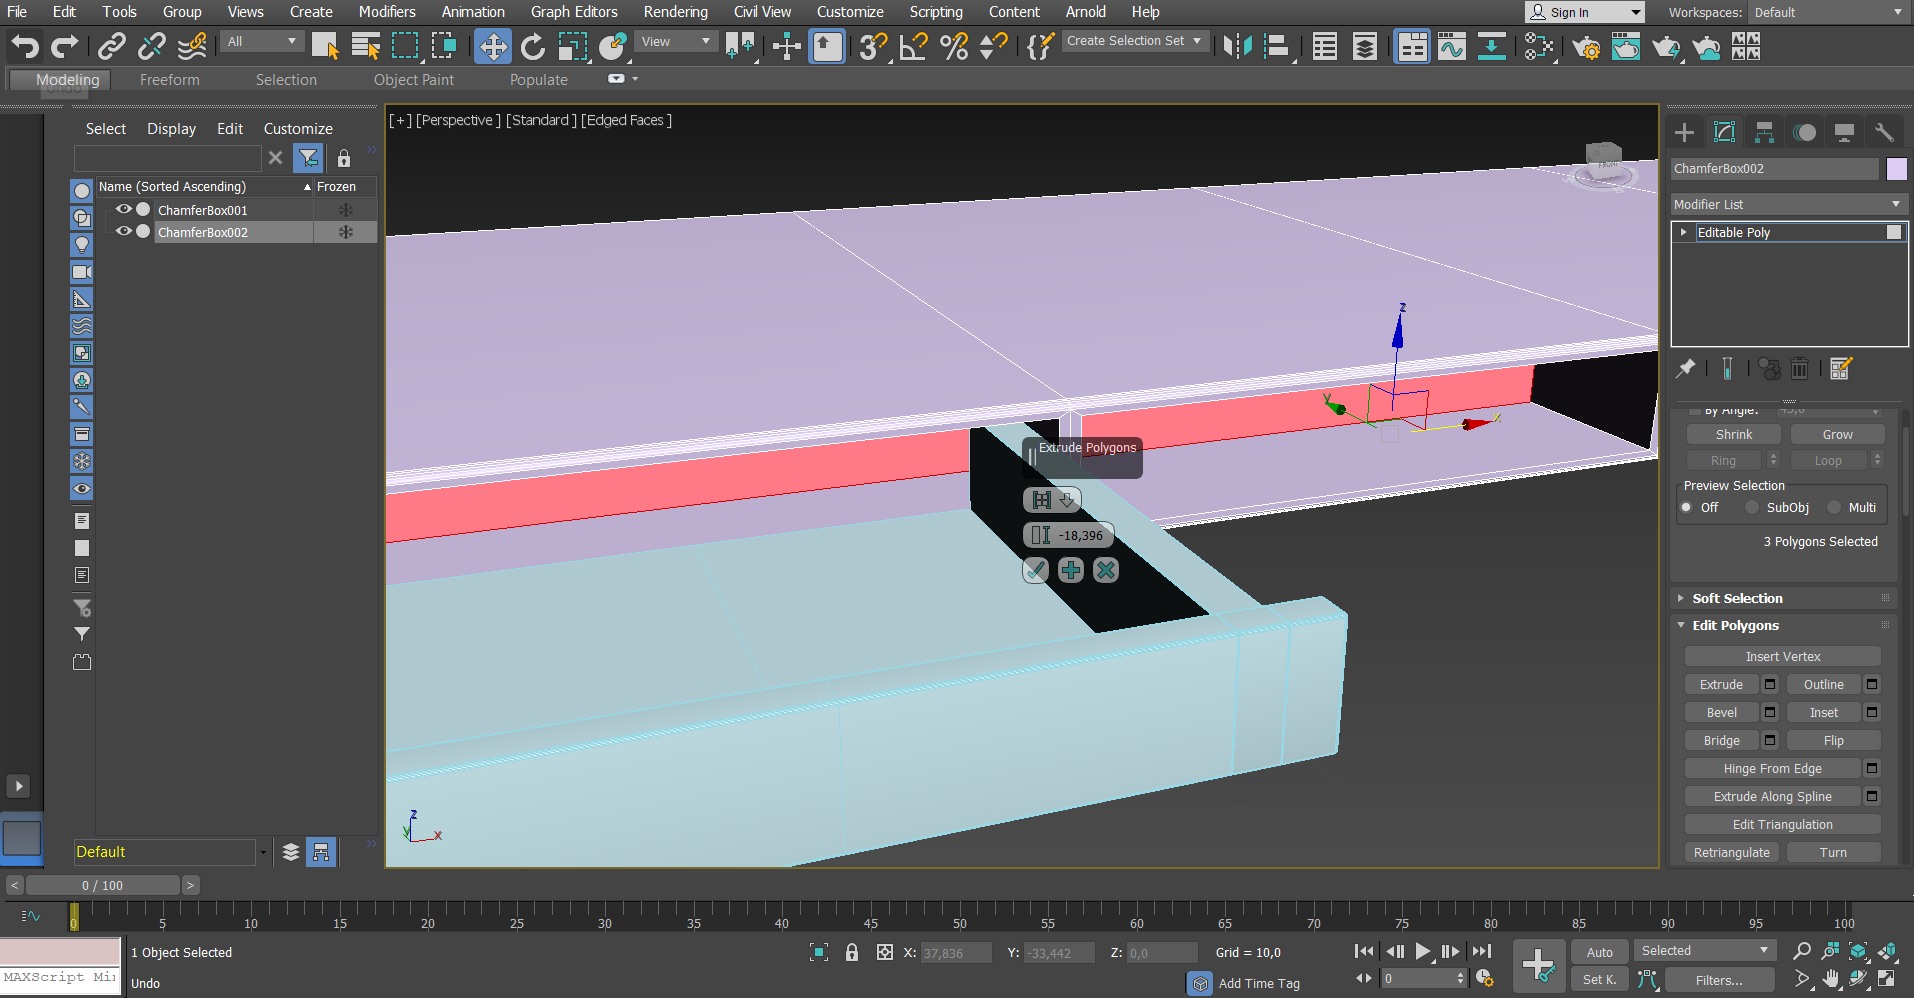 File Edit Tools Group Views Create Modifiers Animation Graph Editors Rendering Civil View Customize Scripting Content Arnold Help Sign In Workspaces: Default
All View Create Selection Set
Modeling Freeform Selection Object Paint Populate
Undo
Select Display Edit Customize
[+] [Perspective] [Standard] [Edged Faces]
Name (Sorted Ascending) Frozen
ChamferBox001
ChamferBox002
FRONT
z
y
x
Extrude Polygons
-18,396
z
y
x
ChamferBox002
Modifier List
Editable Poly
By Angle: 45,0
Shrink Grow
Ring Loop
Preview Selection
Off SubObj Multi
3 Polygons Selected
Soft Selection
Edit Polygons
Insert Vertex
Extrude Outline
Bevel Inset
Bridge Flip
Hinge From Edge
Extrude Along Spline
Edit Triangulation
Retriangulate Turn
Default
< 0 / 100 >
0 5 10 15 20 25 30 35 40 45 50 55 60 65 70 75 80 85 90 95 100
1 Object Selected X: 37,836 Y: -33,442 Z: 0,0 Grid = 10,0 Auto Selected
MAXScript Mi
Undo Add Time Tag 0 Set K. Filters...